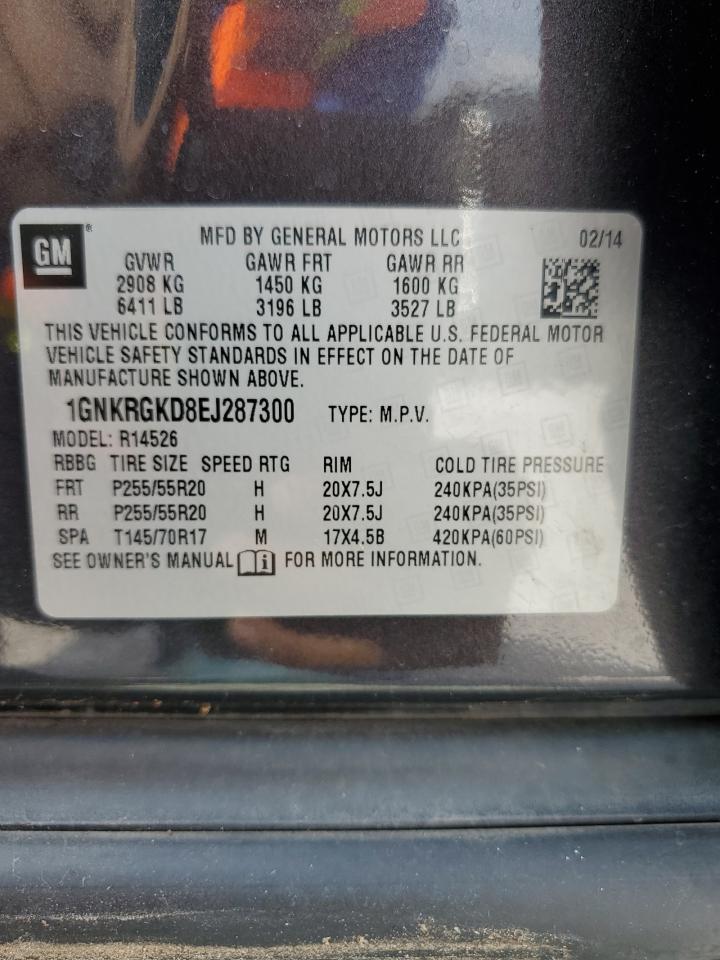 GM®
MFD BY GENERAL MOTORS LLC 02/14
GVWR GAWR FRT GAWR RR
2908 KG 1450 KG 1600 KG
6411 LB 3196 LB 3527 LB
THIS VEHICLE CONFORMS TO ALL APPLICABLE U.S. FEDERAL MOTOR
VEHICLE SAFETY STANDARDS IN EFFECT ON THE DATE OF
MANUFACTURE SHOWN ABOVE.
1GNKRGKD8EJ287300 TYPE: M.P.V.
MODEL: R14526
RBBG TIRE SIZE SPEED RTG RIM COLD TIRE PRESSURE
FRT P255/55R20 H 20X7.5J 240KPA(35PSI)
RR P255/55R20 H 20X7.5J 240KPA(35PSI)
SPA T145/70R17 M 17X4.5B 420KPA(60PSI)
SEE OWNER'S MANUAL i FOR MORE INFORMATION.